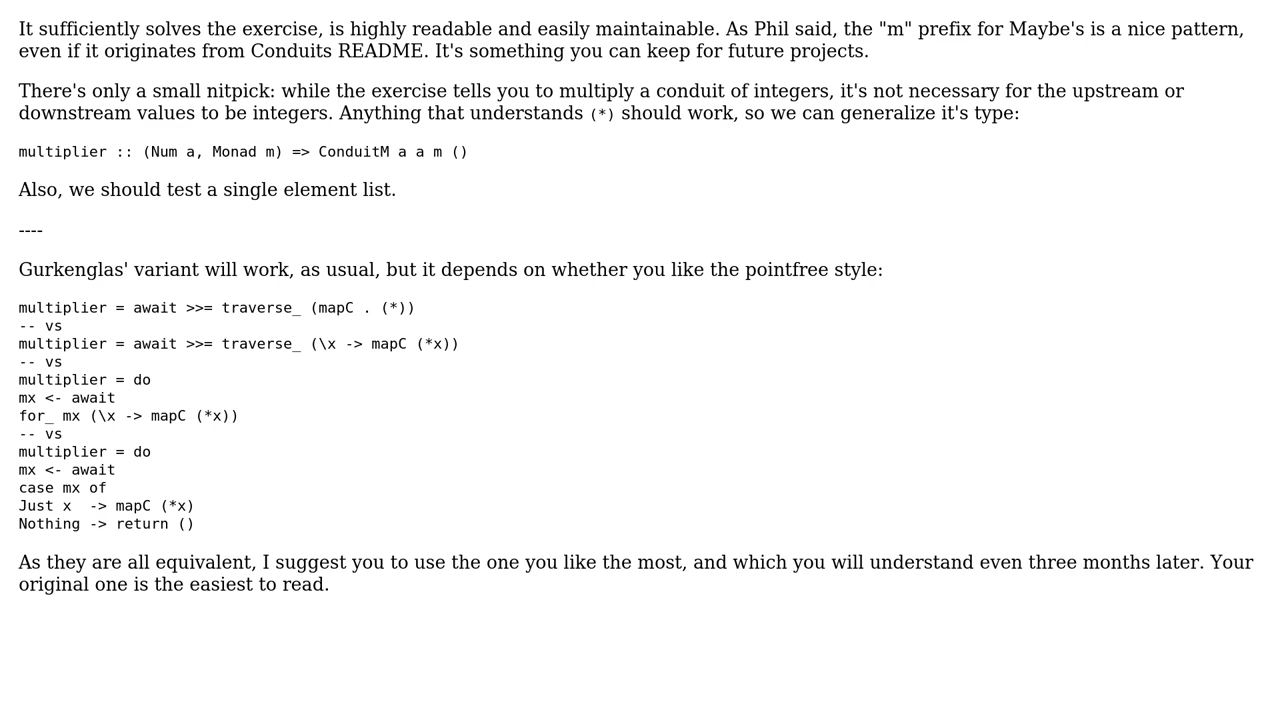 It sufficiently solves the exercise, is highly readable and easily maintainable. As Phil said, the "m" prefix for Maybe's is a nice pattern,
even if it originates from Conduits README. It's something you can keep for future projects.
There's only a small nitpick: while the exercise tells you to multiply a conduit of integers, it's not necessary for the upstream or
downstream values to be integers. Anything that understands (*) should work, so we can generalize it's type:
multiplier :: (Num a, Monad m) => ConduitM a a m ()
Also, we should test a single element list.
----
Gurkenglas' variant will work, as usual, but it depends on whether you like the pointfree style:
multiplier = await >>= traverse_ (mapC . (*))
-- vs
multiplier = await >>= traverse_ (\x -> mapC (*x))
-- vs
multiplier = do
mx <- await
for_ mx (\x -> mapC (*x))
-- vs
multiplier = do
mx <- await
case mx of
Just x  -> mapC (*x)
Nothing -> return ()
As they are all equivalent, I suggest you to use the one you like the most, and which you will understand even three months later. Your
original one is the easiest to read.